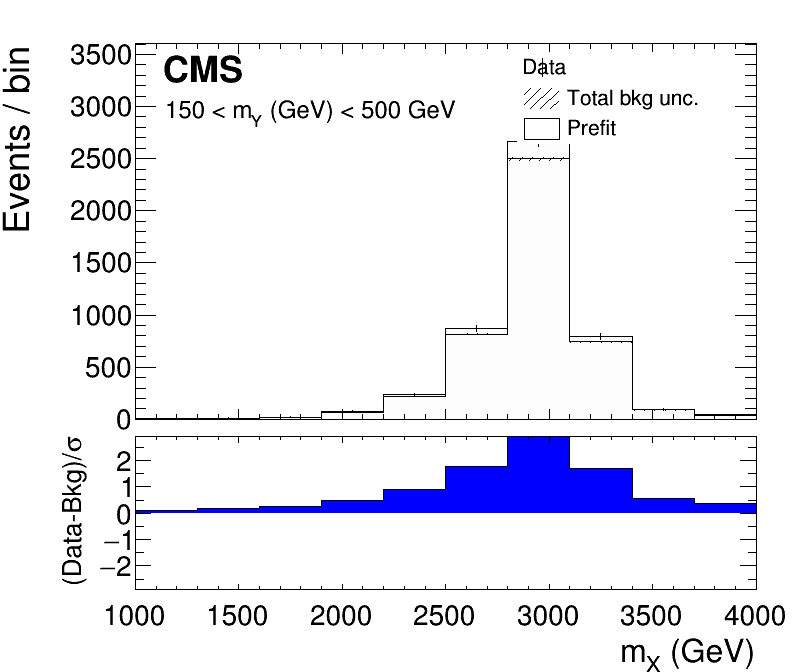 CMS
150 < mY (GeV) < 500 GeV
Data
Total bkg unc.
Prefit
Events / bin
3500
3000
2500
2000
1500
1000
500
0
(Data-Bkg)/σ
2
1
0
−1
−2
1000 1500 2000 2500 3000 3500 4000
mX (GeV)